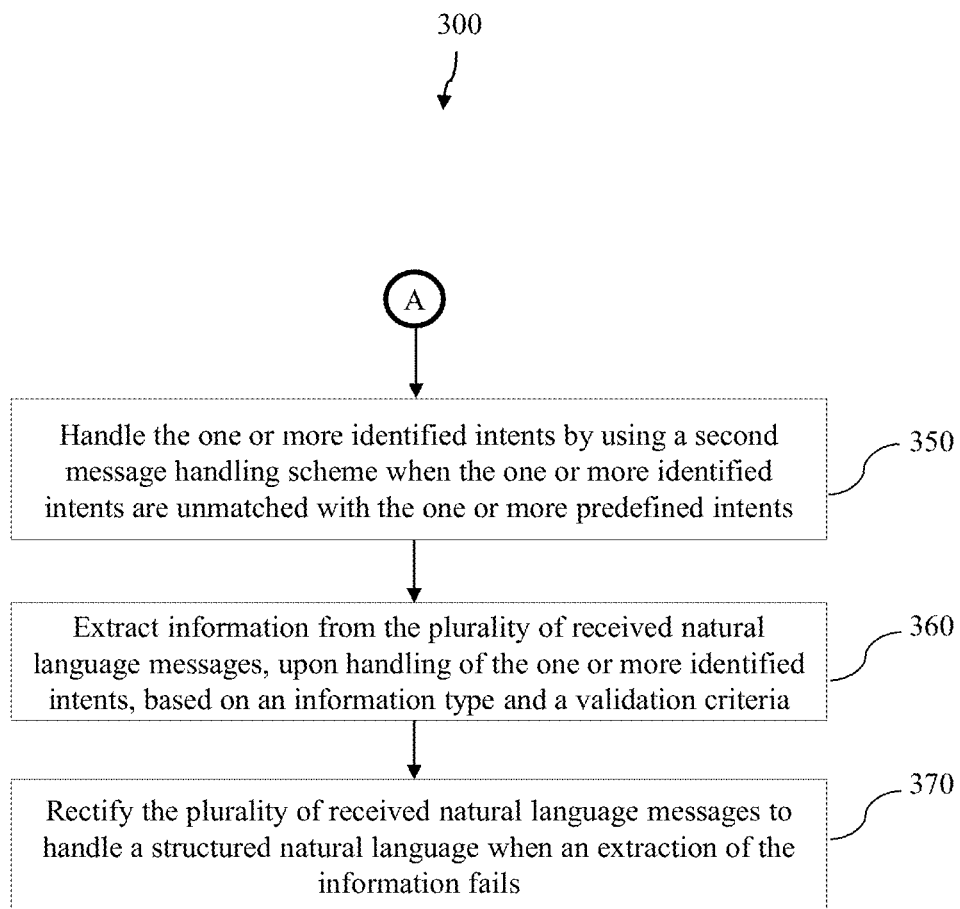 300
A
Handle the one or more identified intents by using a second
message handling scheme when the one or more identified
intents are unmatched with the one or more predefined intents
350
Extract information from the plurality of received natural
language messages, upon handling of the one or more identified
intents, based on an information type and a validation criteria
360
Rectify the plurality of received natural language messages to
handle a structured natural language when an extraction of the
information fails
370